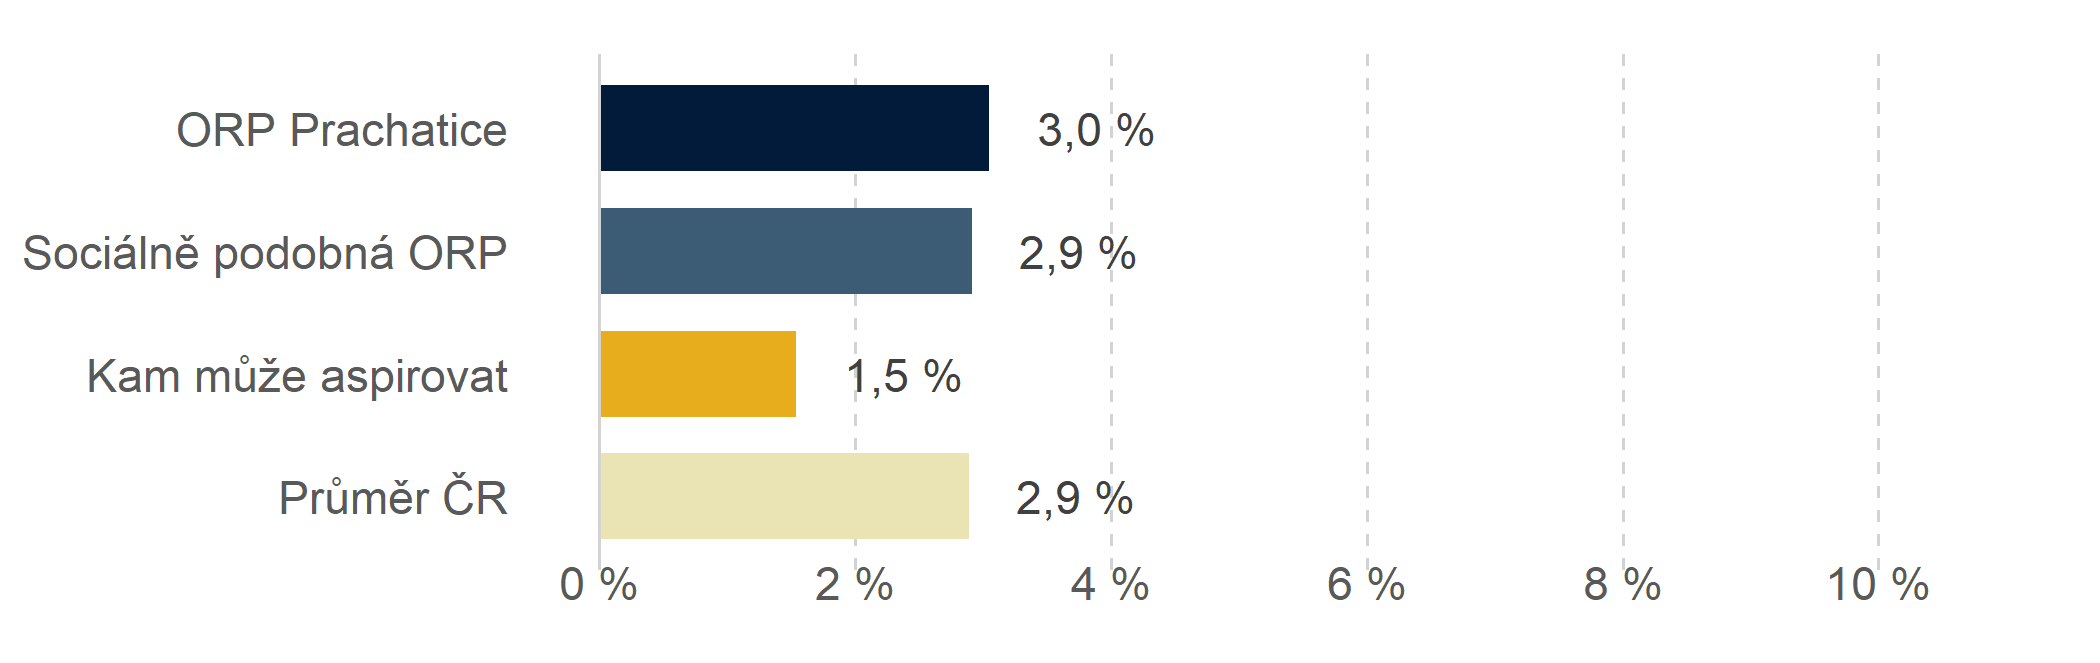 ORP Prachatice 3,0 %
Sociálně podobná ORP 2,9 %
Kam může aspirovat 1,5 %
Průměr ČR 2,9 %
0 % 2 % 4 % 6 % 8 % 10 %